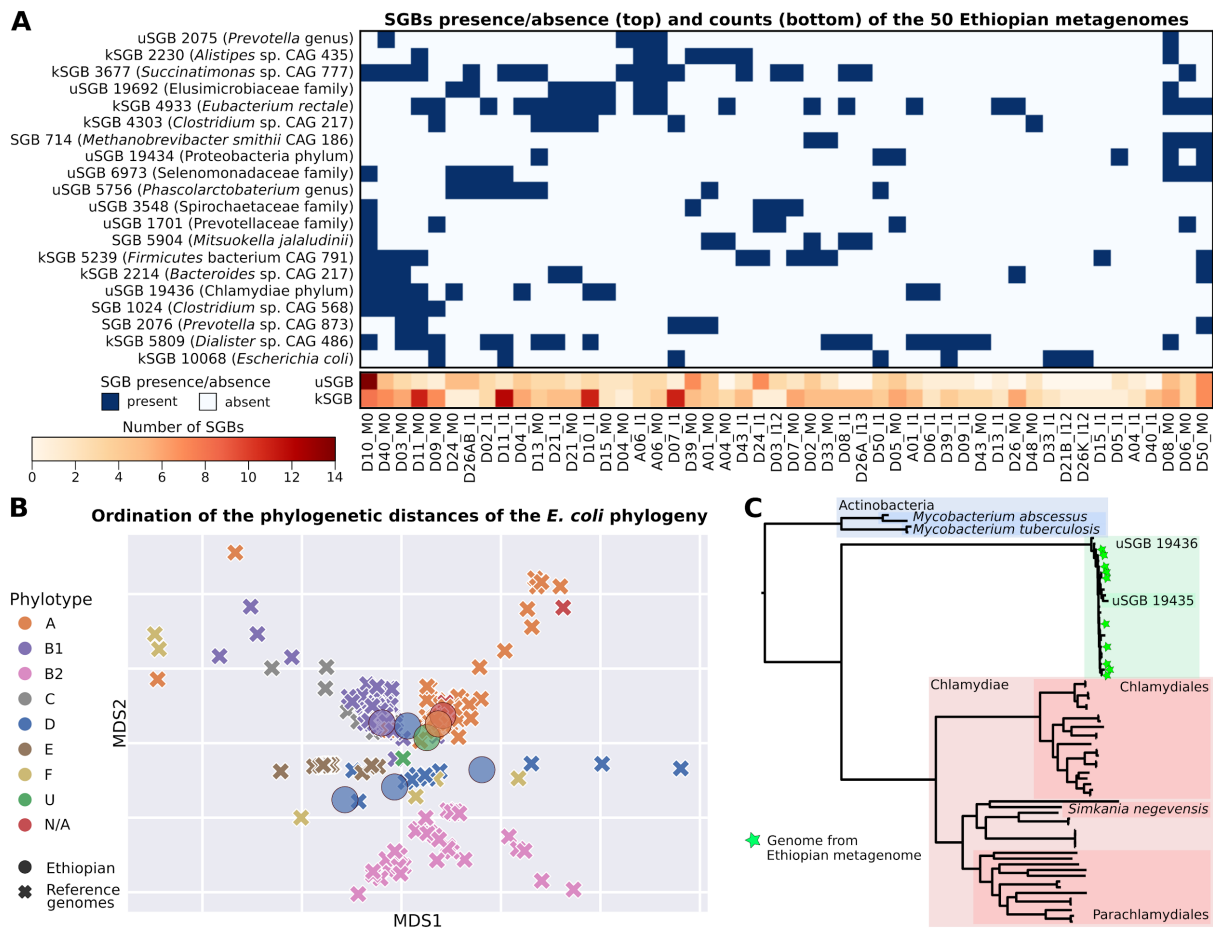 A
SGBs presence/absence (top) and counts (bottom) of the 50 Ethiopian metagenomes
uSGB 2075 (Prevotella genus)
kSGB 2230 (Alistipes sp. CAG 435)
kSGB 3677 (Succinatimonas sp. CAG 777)
uSGB 19692 (Elusimicrobiaceae family)
kSGB 4933 (Eubacterium rectale)
kSGB 4303 (Clostridium sp. CAG 217)
SGB 714 (Methanobrevibacter smithii CAG 186)
uSGB 19434 (Proteobacteria phylum)
uSGB 6973 (Selenomonadaceae family)
uSGB 5756 (Phascolarctobaterium genus)
uSGB 3548 (Spirochaetaceae family)
uSGB 1701 (Prevotellaceae family)
SGB 5904 (Mitsuokella jalaludinii)
kSGB 5239 (Firmicutes bacterium CAG 791)
kSGB 2214 (Bacteroides sp. CAG 217)
uSGB 19436 (Chlamydiae phylum)
SGB 1024 (Clostridium sp. CAG 568)
SGB 2076 (Prevotella sp. CAG 873)
kSGB 5809 (Dialister sp. CAG 486)
kSGB 10068 (Escherichia coli)
uSGB
kSGB
SGB presence/absence
present absent
Number of SGBs
0 2 4 6 8 10 12 14
D10_M0
D40_M0
D03_M0
D11_M0
D09_M0
D24_M0
D26AB_I1
D02_I1
D11_I1
D13_M0
D21_I1
D21_M0
D10_I1
D15_M0
D04_M0
A06_I1
A06_M0
D07_I1
D39_M0
A01_M0
A04_M0
D43_I1
D24_I1
D03_I12
D07_M0
D02_M0
D33_M0
D08_I1
D26A_I13
D50_I1
D05_M0
A01_I1
D06_I1
D39_I1
D09_I1
D43_M0
D13_I1
D26_M0
D48_M0
D33_I1
D21B_I12
D26K_I12
D15_I1
D05_I1
A04_I1
D40_I1
D08_M0
D06_M0
D50_M0
B
Ordination of the phylogenetic distances of the E. coli phylogeny
Phylotype
A
B1
B2
C
D
E
F
U
N/A
Ethiopian
Reference
genomes
MDS2
MDS1
C
Actinobacteria
Mycobacterium abscessus
Mycobacterium tuberculosis
uSGB 19436
uSGB 19435
Chlamydiae
Chlamydiales
Simkania negevensis
Parachlamydiales
Genome from
Ethiopian metagenome